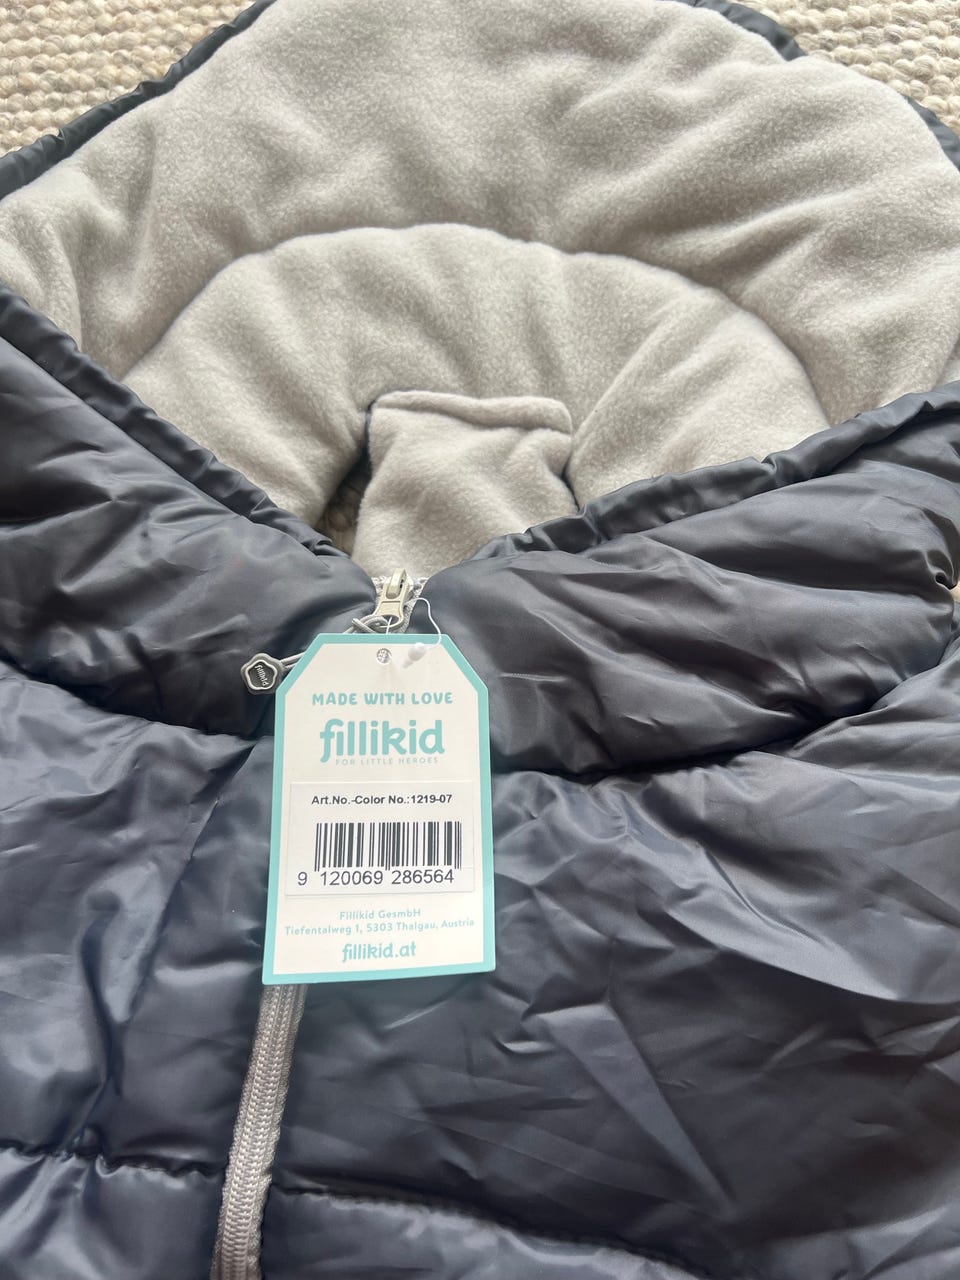 fillikid
MADE WITH LOVE
fillikid
FOR LITTLE HEROES
Art.No.-Color No.:1219-07
9 120069 286564
Fillikid GesmbH
Tiefentalweg 1, 5303 Thalgau, Austria
fillikid.at